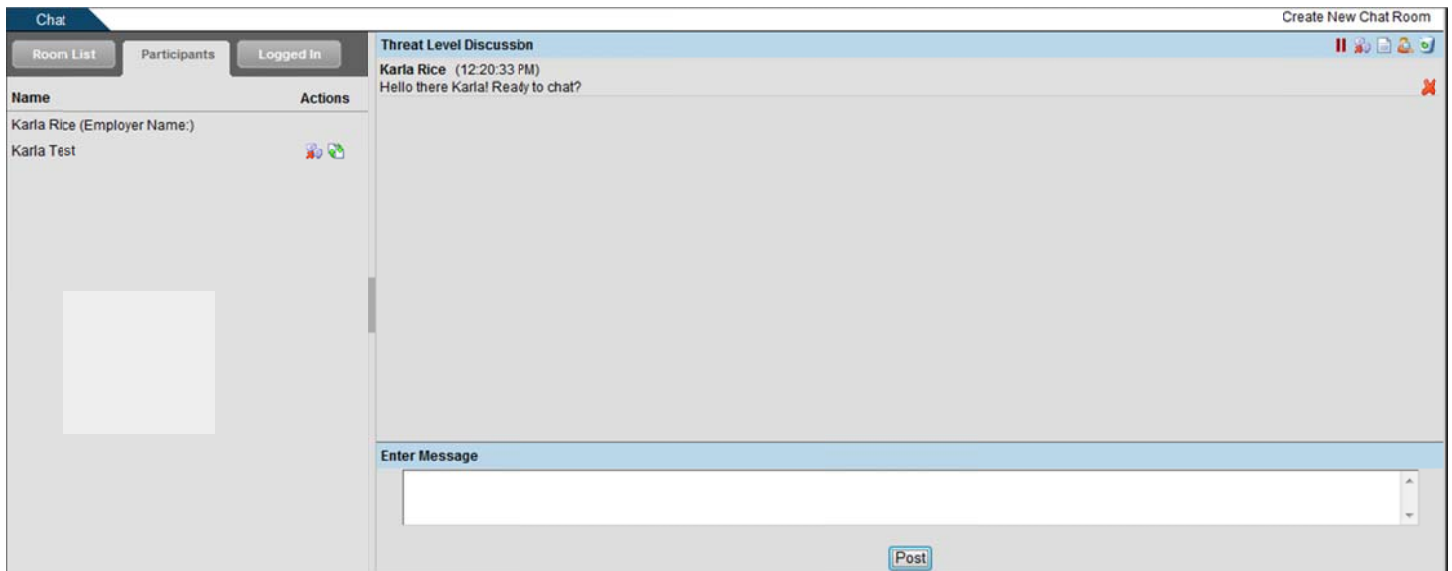 Chat
Create New Chat Room
Room List
Participants
Logged In
Name
Actions
Karla Rice (Employer Name:)
Karla Test
Threat Level Discussion
Karla Rice (12:20:33 PM)
Hello there Karla! Ready to chat?
Enter Message
Post